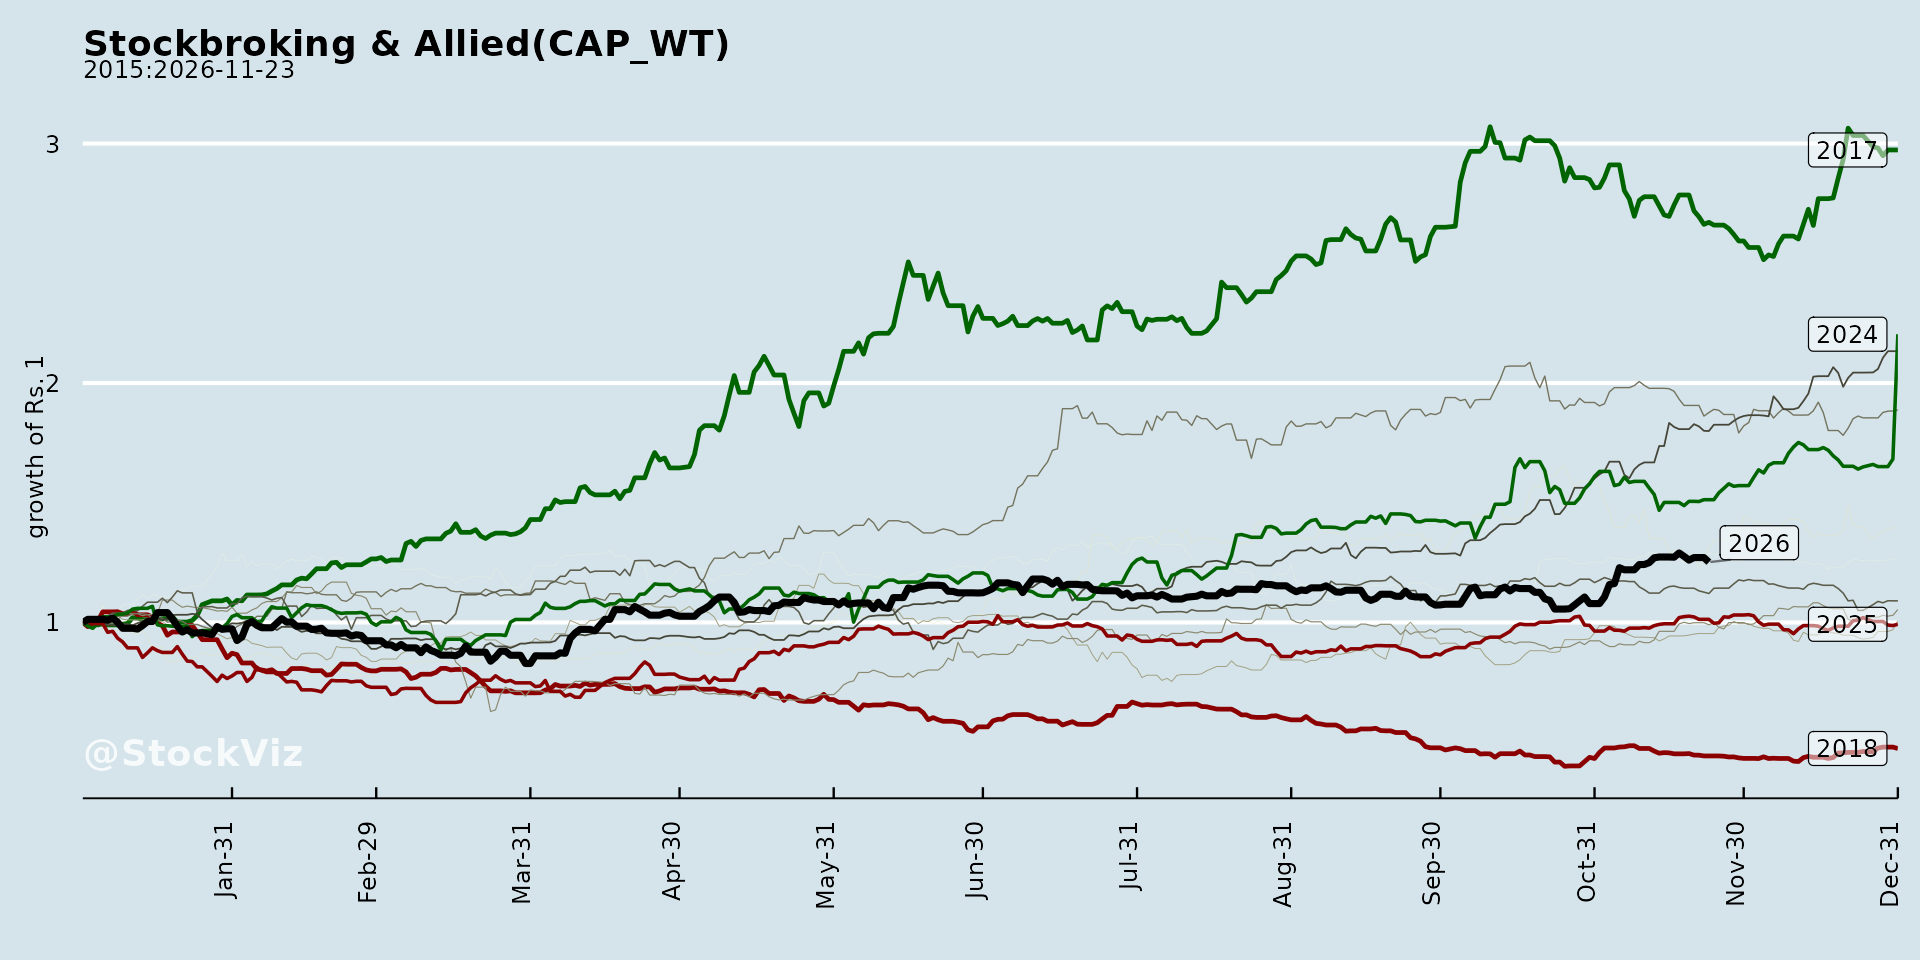 Stockbroking & Allied(CAP_WT)
2015:2026-11-23
growth of Rs. 1
3
2
1
2017
2024
2026
2025
2018
@StockViz
Jan-31
Feb-29
Mar-31
Apr-30
May-31
Jun-30
Jul-31
Aug-31
Sep-30
Oct-31
Nov-30
Dec-31